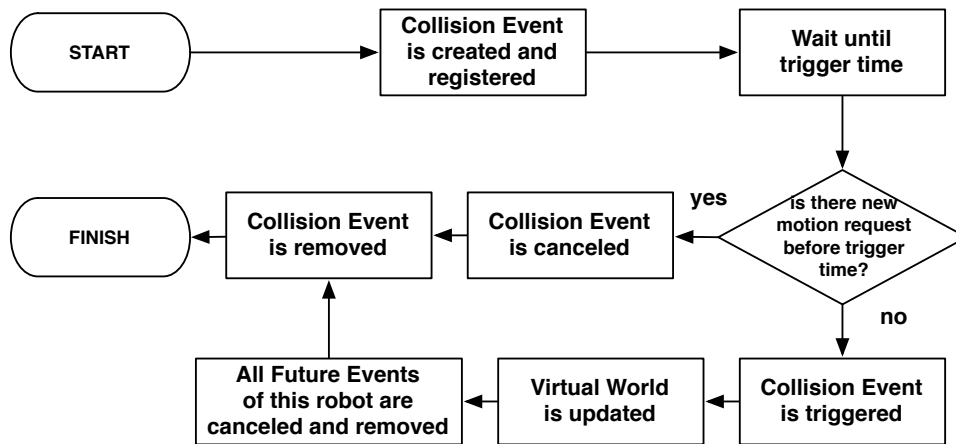 START
Collision Event
is created and
registered
Wait until
trigger time
is there new
motion request
before trigger
time?
yes
Collision Event
is canceled
Collision Event
is removed
FINISH
no
Collision Event
is triggered
Virtual World
is updated
All Future Events
of this robot are
canceled and removed